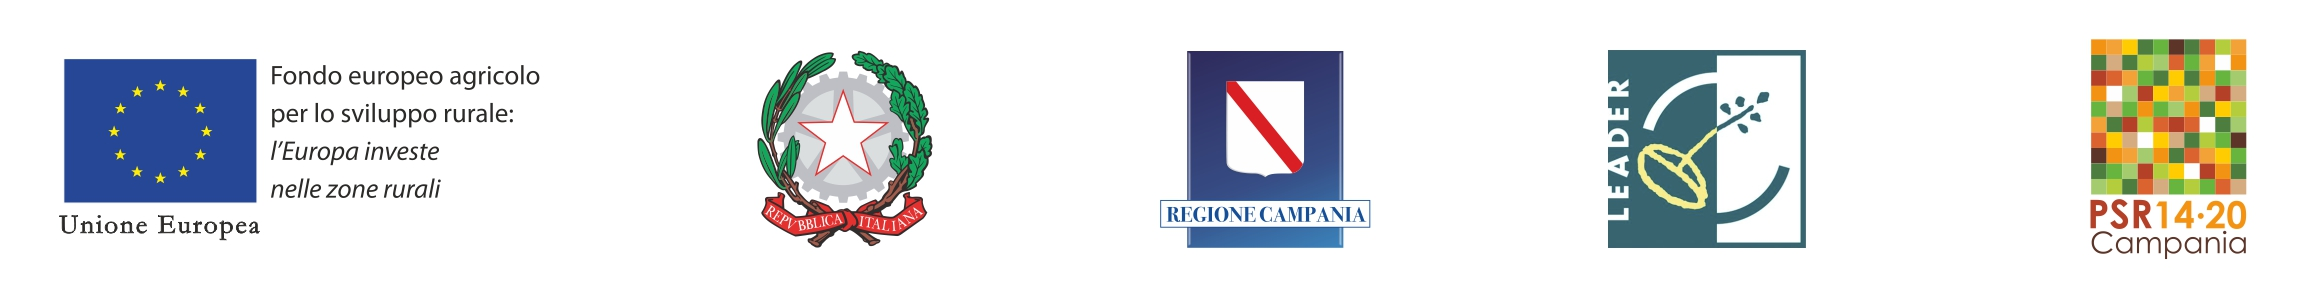 Fondo europeo agricolo
per lo sviluppo rurale:
l'Europa investe
nelle zone rurali
Unione Europea
REPVBBLICA ITALIANA
REGIONE CAMPANIA
LEADER
PSR14·20
Campania